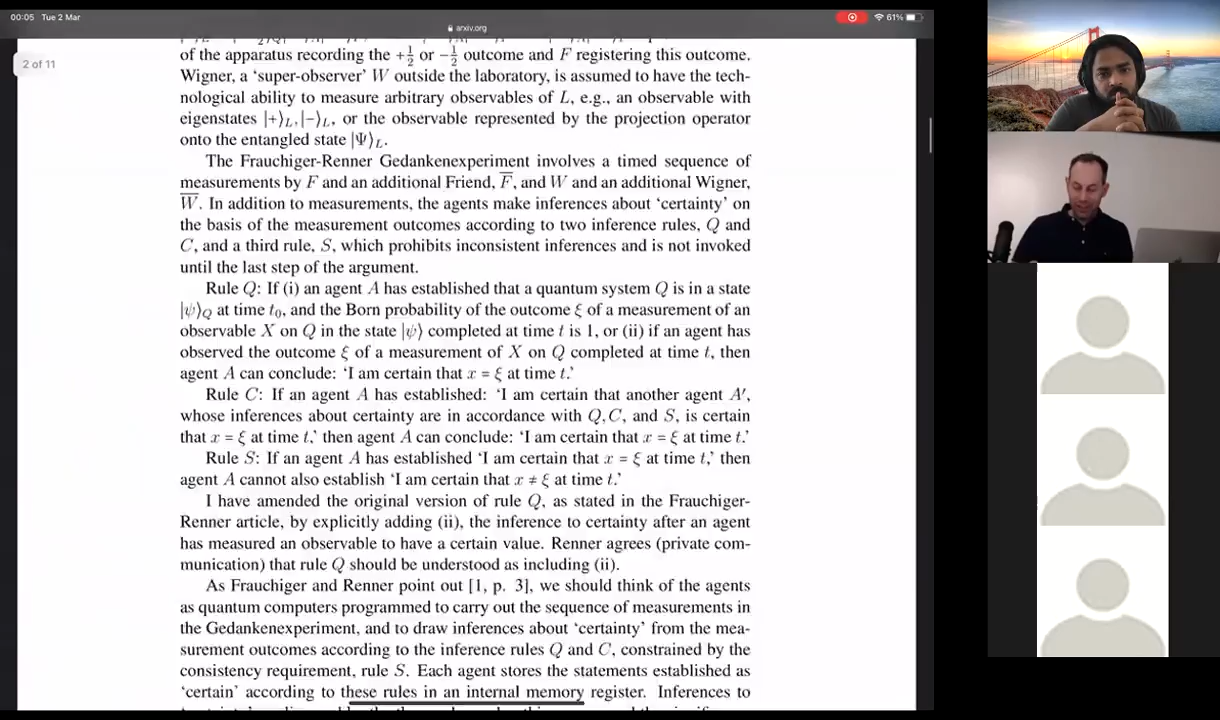 00:05 Tue 2 Mar
61%
arxiv.org
2 of 11
of the apparatus recording the +½ or −½ outcome and F registering this outcome.
Wigner, a ‘super-observer’ W outside the laboratory, is assumed to have the tech-
nological ability to measure arbitrary observables of L, e.g., an observable with
eigenstates |+⟩L, |−⟩L, or the observable represented by the projection operator
onto the entangled state |Ψ⟩L.
The Frauchiger-Renner Gedankenexperiment involves a timed sequence of
measurements by F and an additional Friend, F̅, and W and an additional Wigner,
W̅. In addition to measurements, the agents make inferences about ‘certainty’ on
the basis of the measurement outcomes according to two inference rules, Q and
C, and a third rule, S, which prohibits inconsistent inferences and is not invoked
until the last step of the argument.
Rule Q: If (i) an agent A has established that a quantum system Q is in a state
|ψ⟩Q at time t₀, and the Born probability of the outcome ξ of a measurement of an
observable X on Q in the state |ψ⟩ completed at time t is 1, or (ii) if an agent has
observed the outcome ξ of a measurement of X on Q completed at time t, then
agent A can conclude: ‘I am certain that x = ξ at time t.’
Rule C: If an agent A has established: ‘I am certain that another agent A′,
whose inferences about certainty are in accordance with Q, C, and S, is certain
that x = ξ at time t,’ then agent A can conclude: ‘I am certain that x = ξ at time t.’
Rule S: If an agent A has established ‘I am certain that x = ξ at time t,’ then
agent A cannot also establish ‘I am certain that x ≠ ξ at time t.’
I have amended the original version of rule Q, as stated in the Frauchiger-
Renner article, by explicitly adding (ii), the inference to certainty after an agent
has measured an observable to have a certain value. Renner agrees (private com-
munication) that rule Q should be understood as including (ii).
As Frauchiger and Renner point out [1, p. 3], we should think of the agents
as quantum computers programmed to carry out the sequence of measurements in
the Gedankenexperiment, and to draw inferences about ‘certainty’ from the mea-
surement outcomes according to the inference rules Q and C, constrained by the
consistency requirement, rule S. Each agent stores the statements established as
‘certain’ according to these rules in an internal memory register. Inferences to